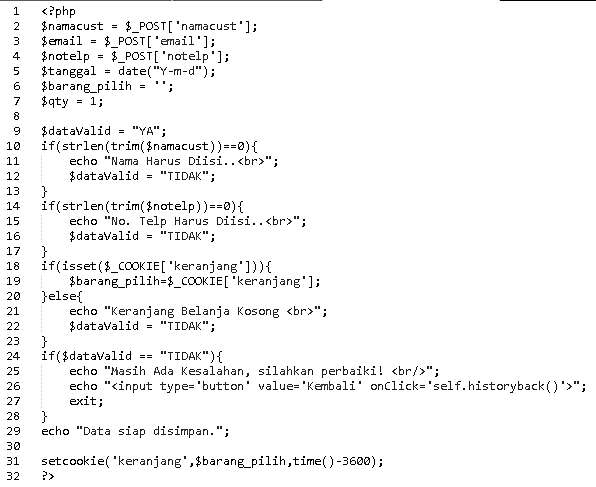 1 <?php
2 $namacust = $_POST['namacust'];
3 $email = $_POST['email'];
4 $notelp = $_POST['notelp'];
5 $tanggal = date("Y-m-d");
6 $barang_pilih = '';
7 $qty = 1;
8
9 $dataValid = "YA";
10 if(strlen(trim($namacust))==0){
11 echo "Nama Harus Diisi..<br>";
12 $dataValid = "TIDAK";
13 }
14 if(strlen(trim($notelp))==0){
15 echo "No. Telp Harus Diisi..<br>";
16 $dataValid = "TIDAK";
17 }
18 if(isset($_COOKIE['keranjang'])){
19 $barang_pilih=$_COOKIE['keranjang'];
20 }else{
21 echo "Keranjang Belanja Kosong <br>";
22 $dataValid = "TIDAK";
23 }
24 if($dataValid == "TIDAK"){
25 echo "Masih Ada Kesalahan, silahkan perbaiki! <br/>";
26 echo "<input type='button' value='Kembali' onClick='self.historyback()'>";
27 exit;
28 }
29 echo "Data siap disimpan.";
30
31 setcookie('keranjang',$barang_pilih,time()-3600);
32 ?>